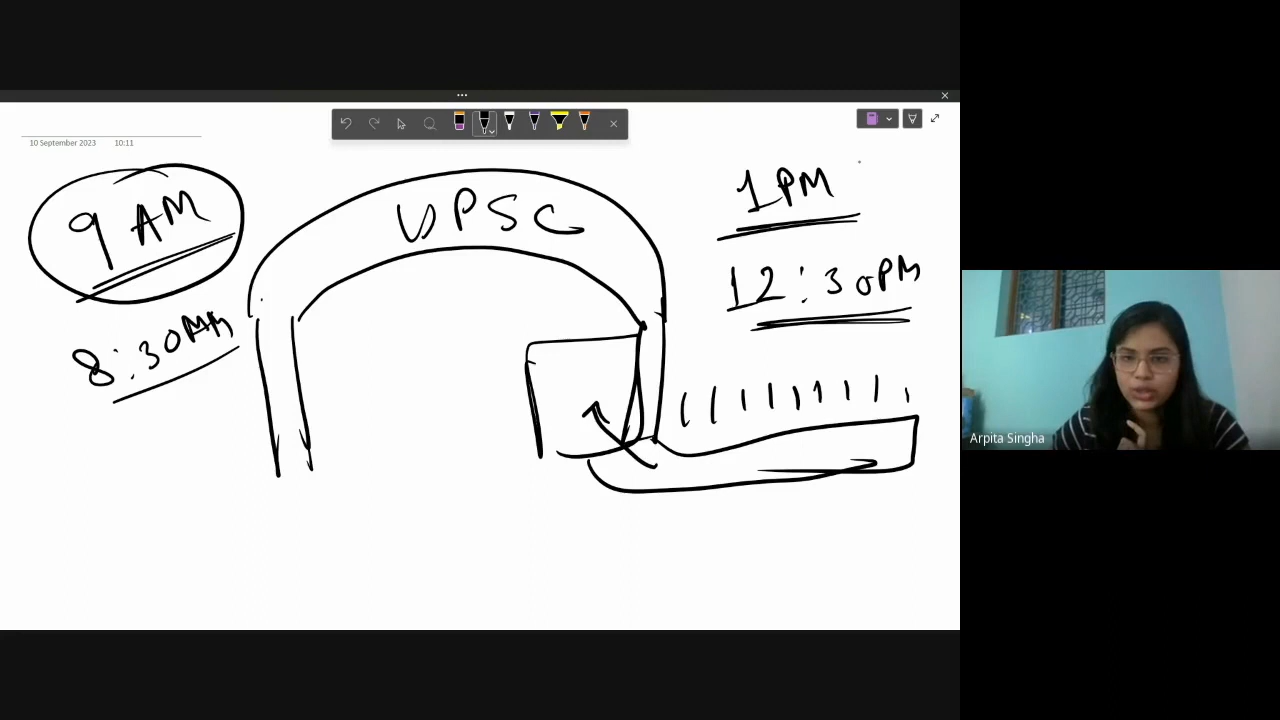 10 September 2023 10:11
9 AM
8:30 AM
UPSC
1 PM
12:30 PM
Arpita Singha